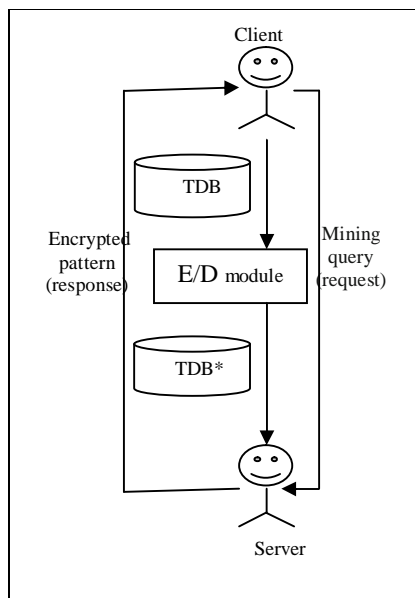 Client
TDB
Encrypted
pattern
(response)
E/D module
Mining
query
(request)
TDB*
Server